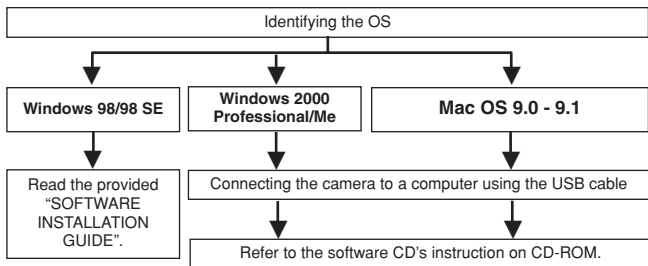 Identifying the OS
Windows 98/98 SE
Windows 2000
Professional/Me
Mac OS 9.0 - 9.1
Read the provided
“SOFTWARE
INSTALLATION
GUIDE”.
Connecting the camera to a computer using the USB cable
Refer to the software CD’s instruction on CD-ROM.